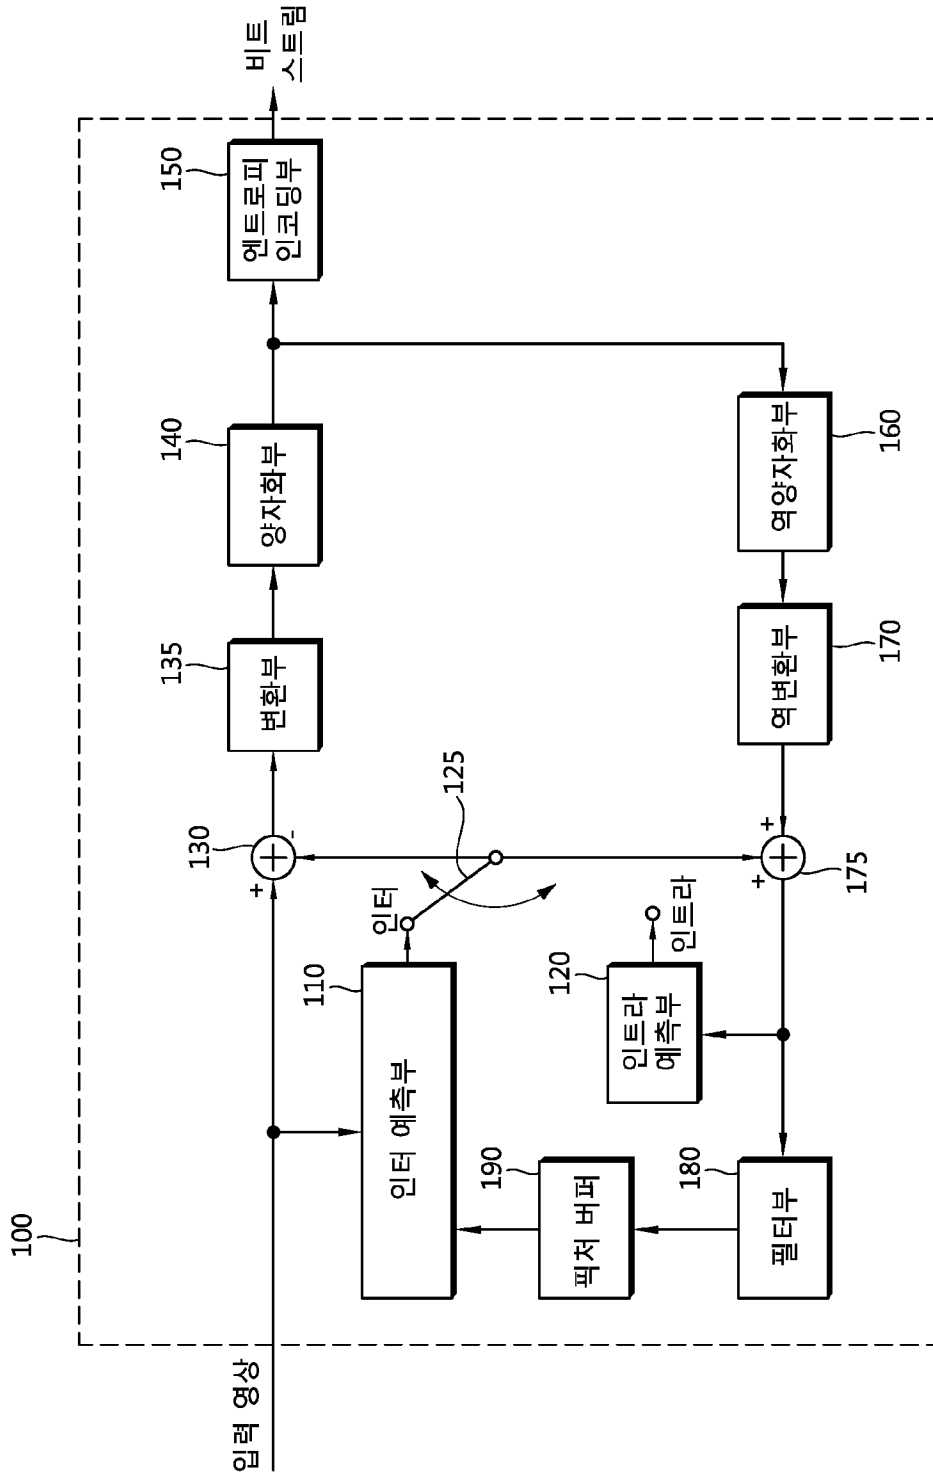 100
입력 영상
110
인터 예측부
인터
125
130
+
-
135
변환부
140
양자화부
150
엔트로피
인코딩부
비트
스트림
190
픽처 버퍼
120
인트라
예측부
인트라
180
필터부
175
+
+
역변환부
170
역양자화부
160